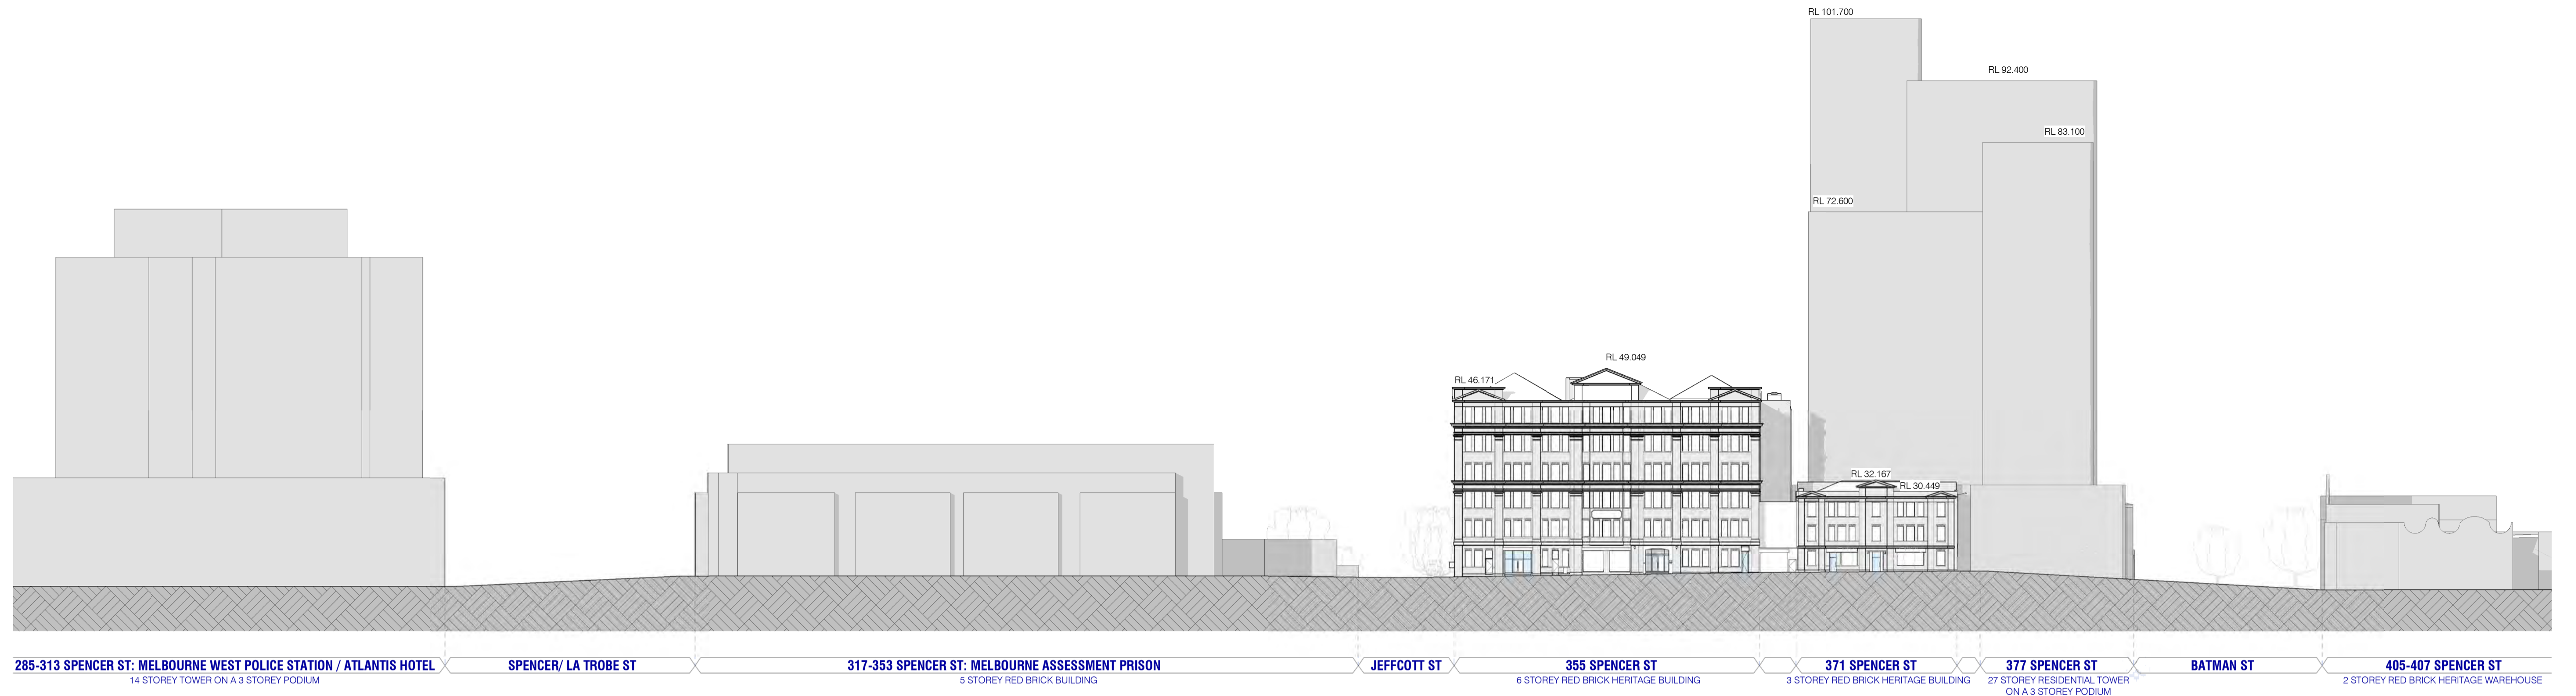 RL 101.700
RL 92.400
RL 83.100
RL 72.600
RL 49.049
RL 46.171
RL 32.167
RL 30.449
285-313 SPENCER ST: MELBOURNE WEST POLICE STATION / ATLANTIS HOTEL
14 STOREY TOWER ON A 3 STOREY PODIUM
SPENCER/ LA TROBE ST
317-353 SPENCER ST: MELBOURNE ASSESSMENT PRISON
5 STOREY RED BRICK BUILDING
JEFFCOTT ST
355 SPENCER ST
6 STOREY RED BRICK HERITAGE BUILDING
371 SPENCER ST
3 STOREY RED BRICK HERITAGE BUILDING
377 SPENCER ST
27 STOREY RESIDENTIAL TOWER
ON A 3 STOREY PODIUM
BATMAN ST
405-407 SPENCER ST
2 STOREY RED BRICK HERITAGE WAREHOUSE